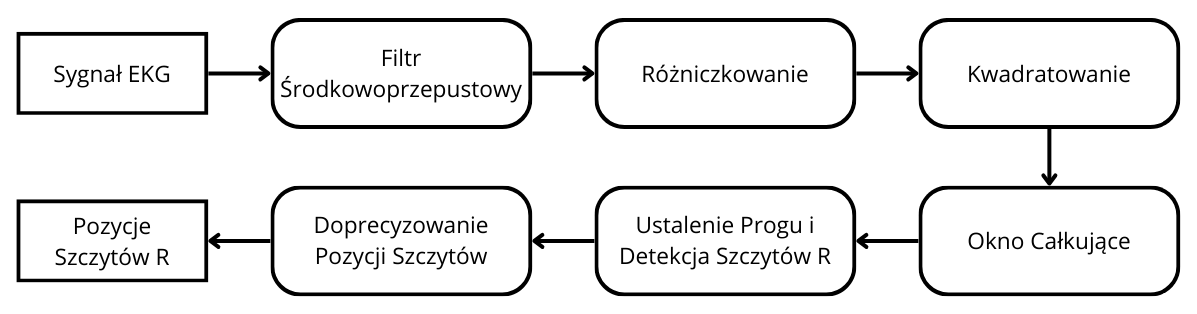 Sygnał EKG
Filtr
Środkowoprzepustowy
Różniczkowanie
Kwadratowanie
Okno Całkujące
Ustalenie Progu i
Detekcja Szczytów R
Doprecyzowanie
Pozycji Szczytów
Pozycje
Szczytów R